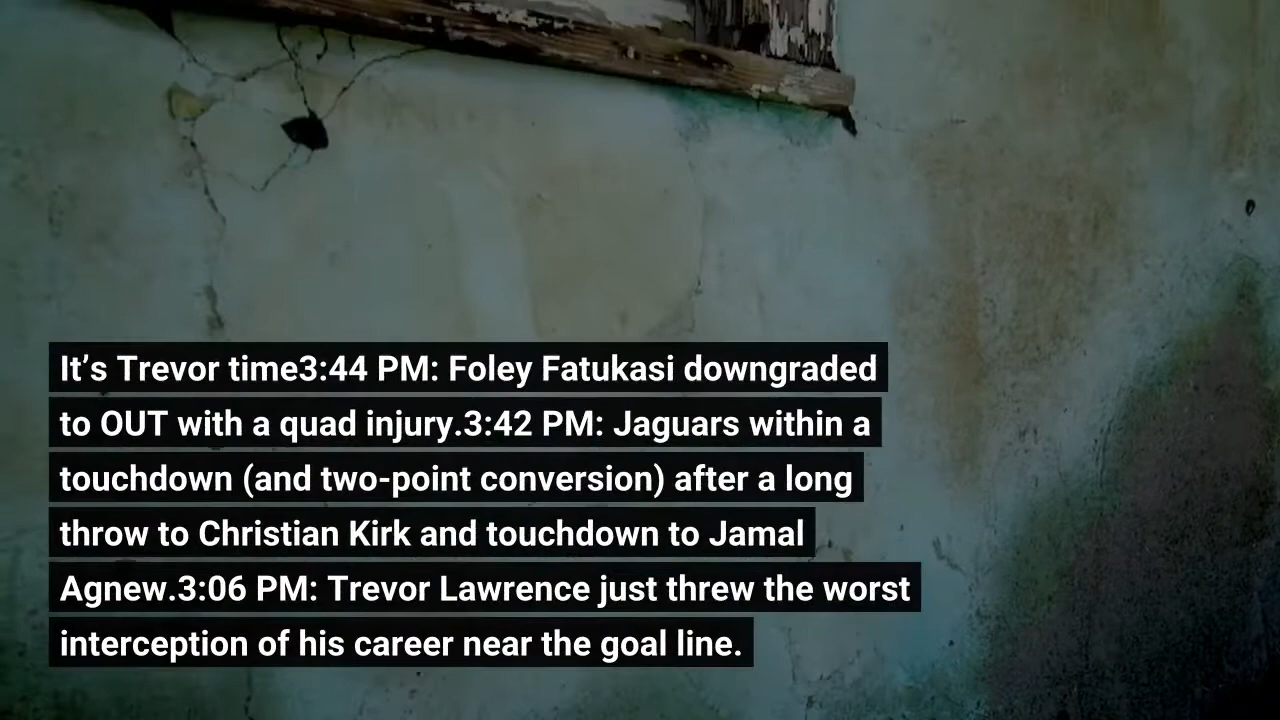 It’s Trevor time3:44 PM: Foley Fatukasi downgraded
to OUT with a quad injury.3:42 PM: Jaguars within a
touchdown (and two-point conversion) after a long
throw to Christian Kirk and touchdown to Jamal
Agnew.3:06 PM: Trevor Lawrence just threw the worst
interception of his career near the goal line.